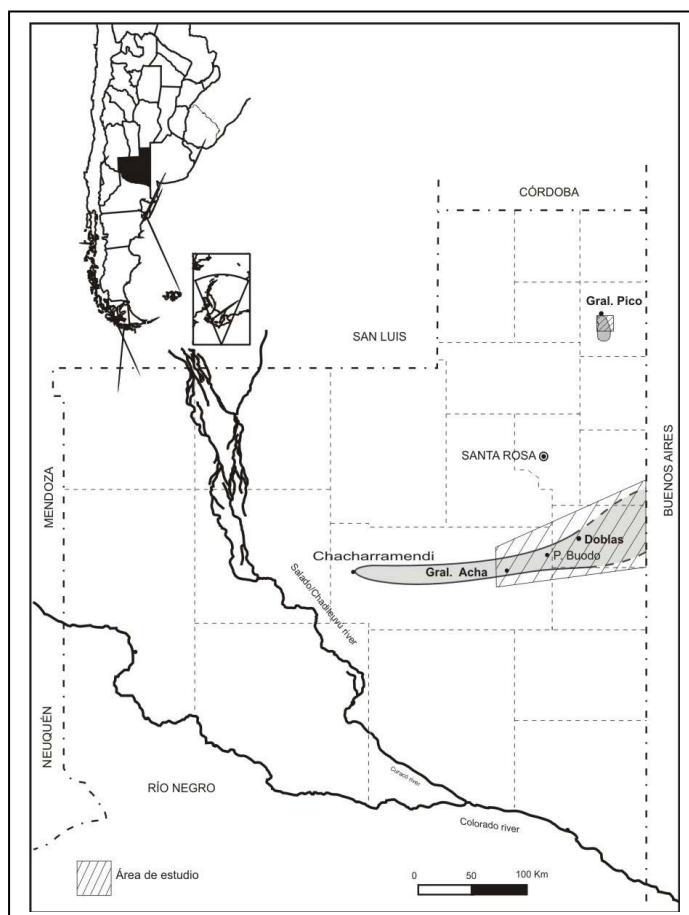 CÓRDOBA
Gral. Pico
SAN LUIS
SANTA ROSA
BUENOS AIRES
MENDOZA
Doblas
P. Buodo
Chacharramendi
Gral. Acha
Salado/Chadileuvu river
NEUQUÉN
RÍO NEGRO
Curacó river
Colorado river
Área de estudio
0 50 100 Km